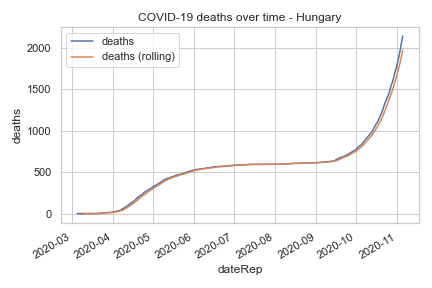 COVID-19 deaths over time - Hungary
deaths
deaths (rolling)
2000
1500
1000
500
0
deaths
2020-03
2020-04
2020-05
2020-06
2020-07
2020-08
2020-09
2020-10
2020-11
dateRep